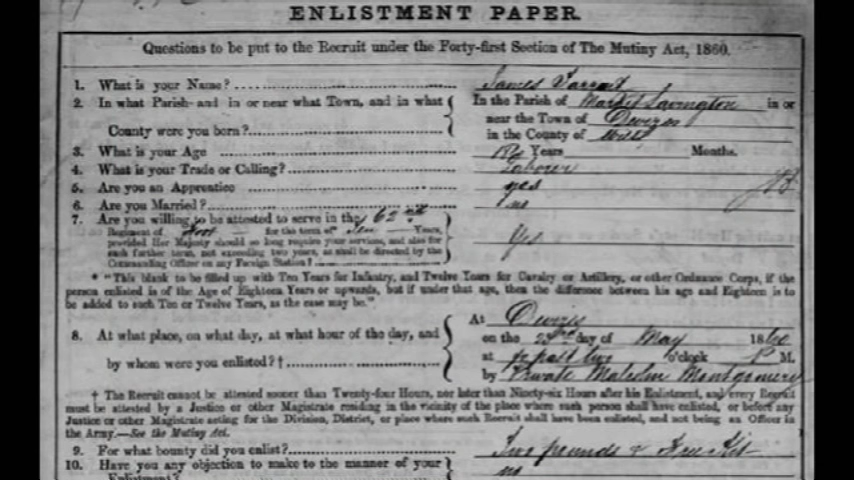 ENLISTMENT PAPER.
Questions to be put to the Recruit under the Forty-first Section of The Mutiny Act, 1860.
1. What is your Name?
James
2. In what Parish and in or near what Town, and in what County were you born?
In the Parish of Market Lavington in or
near the Town of Devizes
in the County of Wilts
3. What is your Age
Years Months.
4. What is your Trade or Calling?
Laborer
5. Are you an Apprentice
yes
6. Are you Married?
no
7. Are you willing to be attested to serve in the 62nd
Regiment of Foot for the term of Ten Years,
provided Her Majesty should so long require your services, and also for
such further term, not exceeding two years, as shall be directed by the
Commanding Officer on any Foreign Station?
Yes
* "This blank to be filled up with Ten Years for Infantry, and Twelve Years for Cavalry or Artillery, or other Ordnance Corps, if the
person enlisted is of the Age of Eighteen Years or upwards, but if under that age, then the difference between his age and Eighteen is to
be added to such Ten or Twelve Years, as the case may be."
8. At what place, on what day, at what hour of the day, and
by whom were you enlisted? †
At Devizes
on the day of May 1860
at past two o'clock P M.
by Private Malcolm Montgomery
† The Recruit cannot be attested sooner than Twenty-four Hours, nor later than Ninety-six Hours after his Enlistment, and every Recruit
must be attested by a Justice or other Magistrate residing in the vicinity of the place where such person shall have enlisted, or before any
Justice or other Magistrate acting for the Division, District, or place where such Recruit shall have been enlisted, and not being an Officer in
the Army.—See the Mutiny Act.
9. For what bounty did you enlist?
Two pounds & Free Kit
10. Have you any objection to make to the manner of your
Enlistment?
no